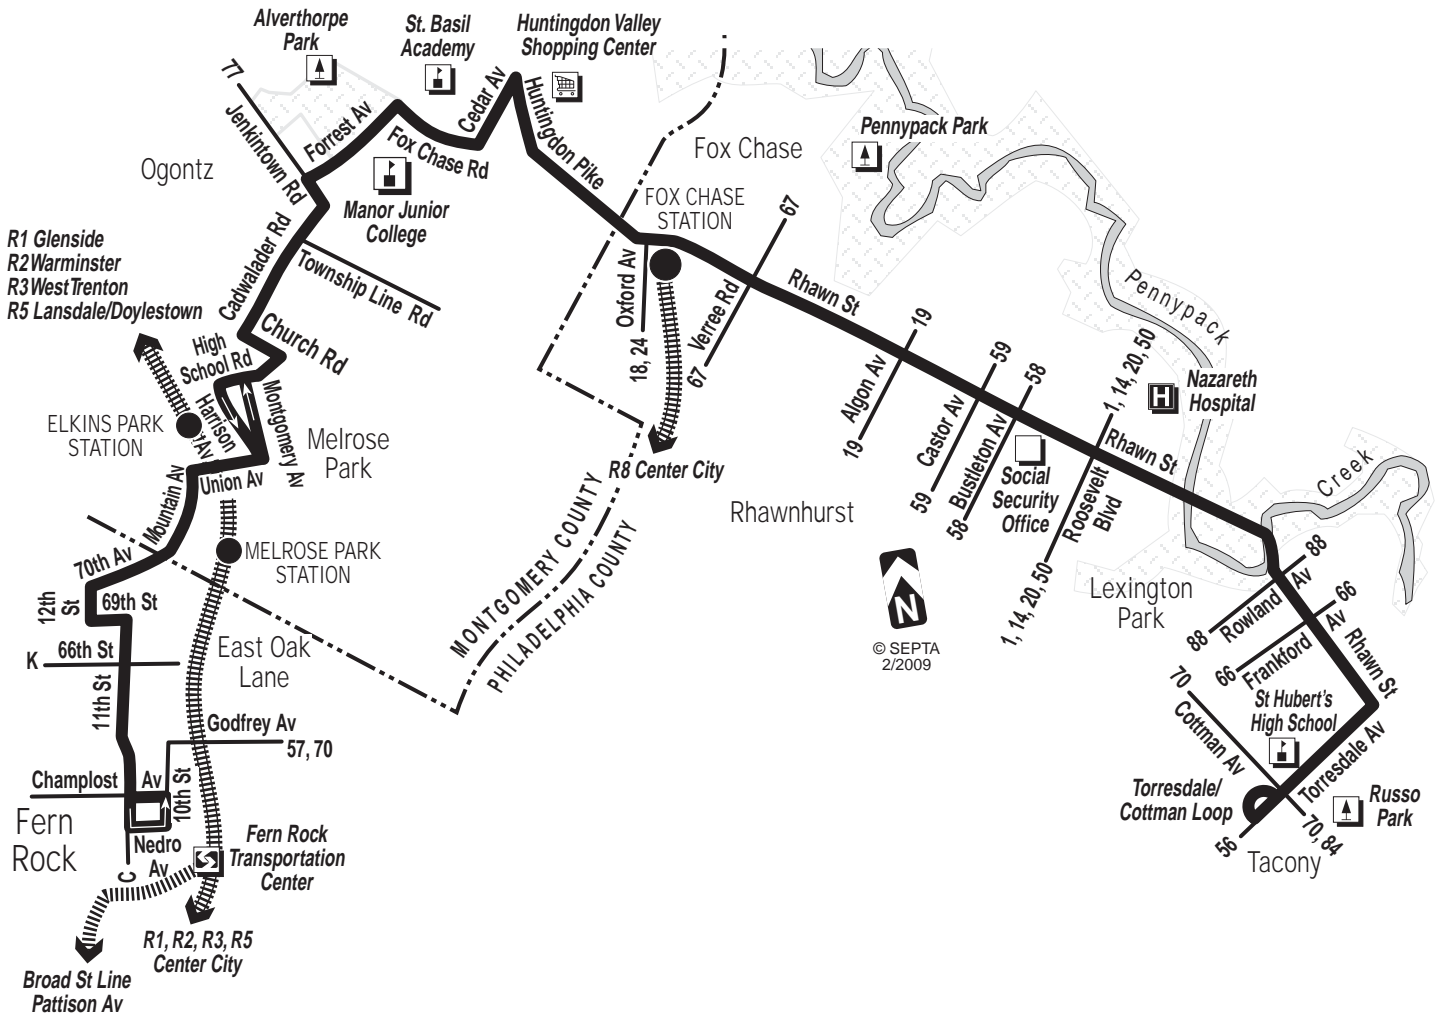 Alverthorpe
Park
St. Basil
Academy
Huntingdon Valley
Shopping Center
77
Jenkintown Rd
Forrest Av
Fox Chase Rd
Cedar Av
Huntingdon Pike
Ogontz
Manor Junior
College
Fox Chase
Pennypack Park
FOX CHASE
STATION
R1 Glenside
R2 Warminster
R3 West Trenton
R5 Lansdale/Doylestown
Cadwalader Rd
Township Line Rd
Church Rd
High
School Rd
Harrison
Av
Montgomery Av
ELKINS PARK
STATION
Melrose
Park
Mountain Av
Union Av
MELROSE PARK
STATION
70th Av
12th
St
69th St
66th St
K
11th St
East Oak
Lane
Godfrey Av
57, 70
Champlost
Av
10th St
Fern
Rock
Nedro
Av
C
Fern Rock
Transportation
Center
R1, R2, R3, R5
Center City
Broad St Line
Pattison Av
Oxford Av
18, 24
67
Verree Rd
67
R8 Center City
MONTGOMERY COUNTY
PHILADELPHIA COUNTY
Rhawnhurst
Rhawn St
19
Algon Av
19
59
Castor Av
59
58
Bustleton Av
58
Social
Security
Office
1, 14, 20, 50
Roosevelt
Blvd
1, 14, 20, 50
Rhawn St
Pennypack
Creek
H
Nazareth
Hospital
N
© SEPTA
2/2009
Lexington
Park
88
Rowland
Av
88
66
Frankford
Av
66
Rhawn St
70
Cottman Av
St Hubert's
High School
Torresdale Av
Torresdale/
Cottman Loop
Russo
Park
70, 84
56
Tacony